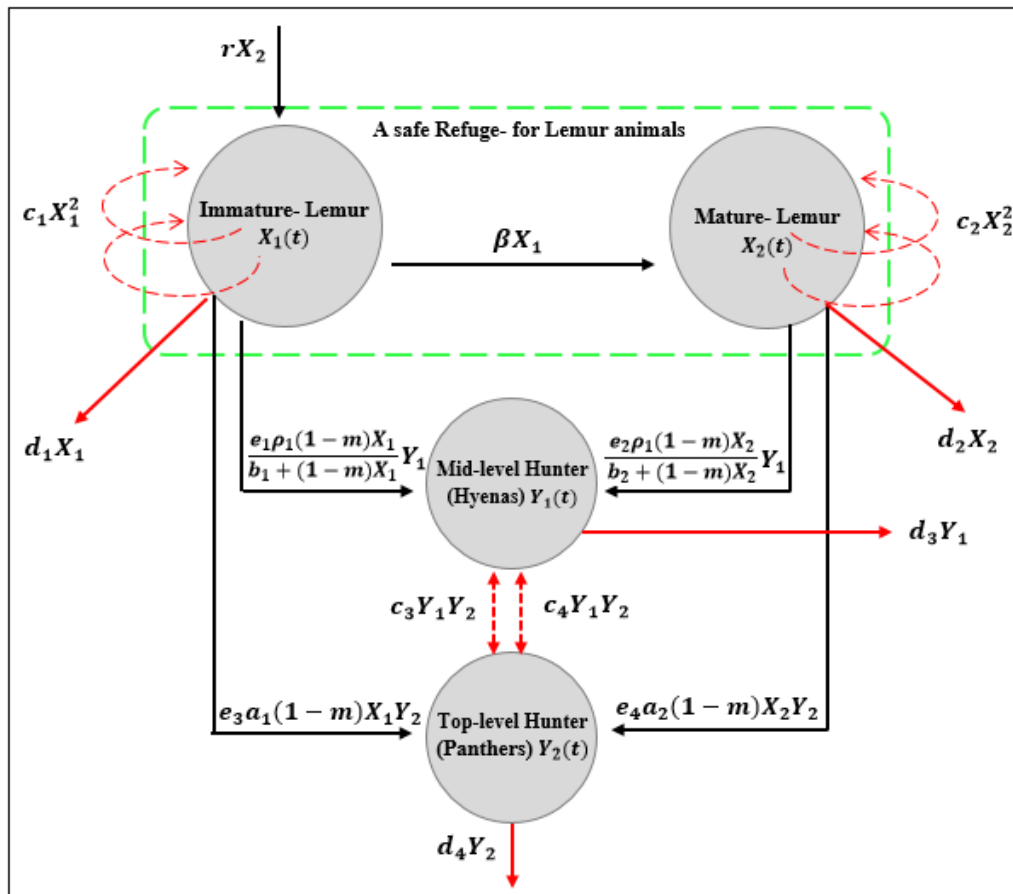 rX₂
A safe Refuge- for Lemur animals
c₁X₁²
Immature- Lemur
X₁(t)
βX₁
Mature- Lemur
X₂(t)
c₂X₂²
d₁X₁
d₂X₂
e₁ρ₁(1−m)X₁ / b₁+(1−m)X₁ Y₁
Mid-level Hunter
(Hyenas) Y₁(t)
e₂ρ₁(1−m)X₂ / b₂+(1−m)X₂ Y₁
d₃Y₁
c₃Y₁Y₂
c₄Y₁Y₂
e₃a₁(1−m)X₁Y₂
Top-level Hunter
(Panthers) Y₂(t)
e₄a₂(1−m)X₂Y₂
d₄Y₂